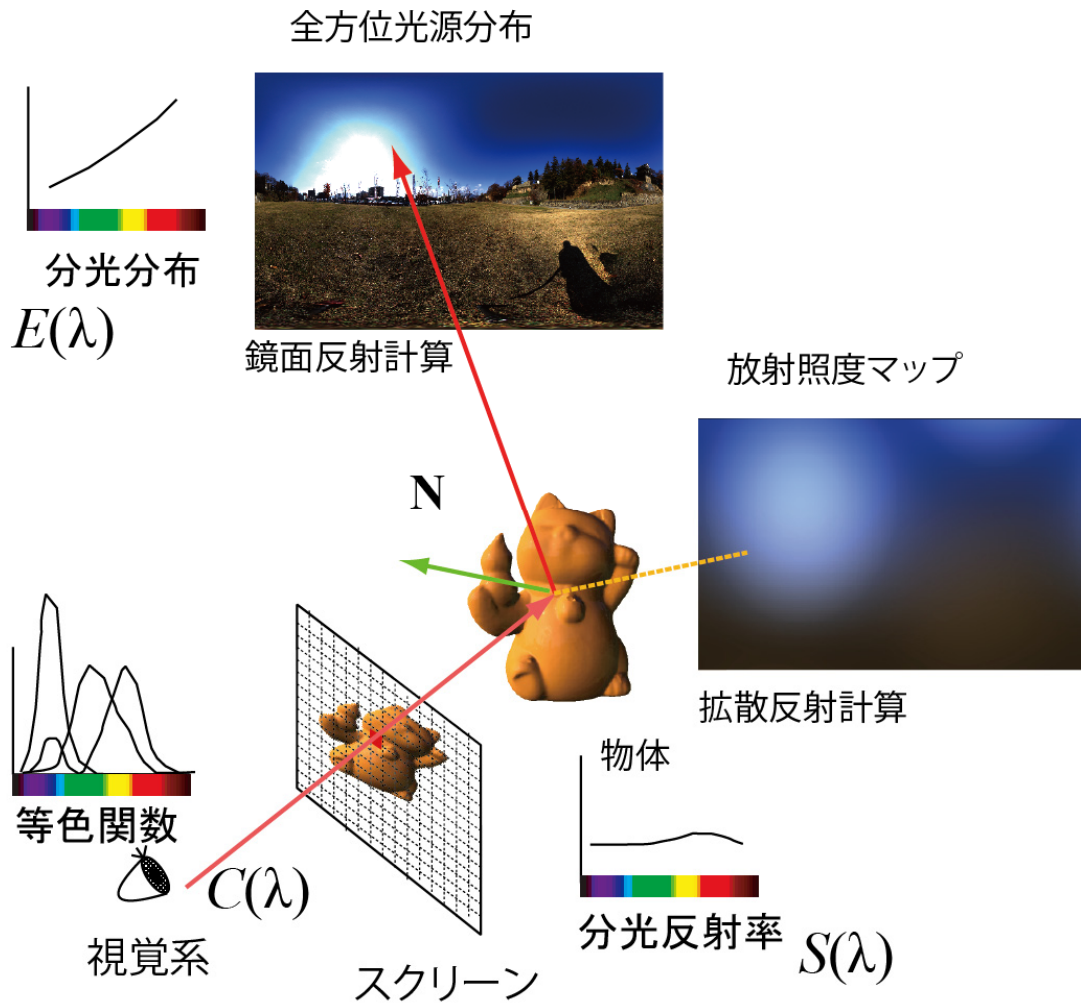 全方位光源分布
分光分布
E(λ)
鏡面反射計算
放射照度マップ
N
拡散反射計算
物体
等色関数
C(λ)
視覚系
スクリーン
分光反射率
S(λ)